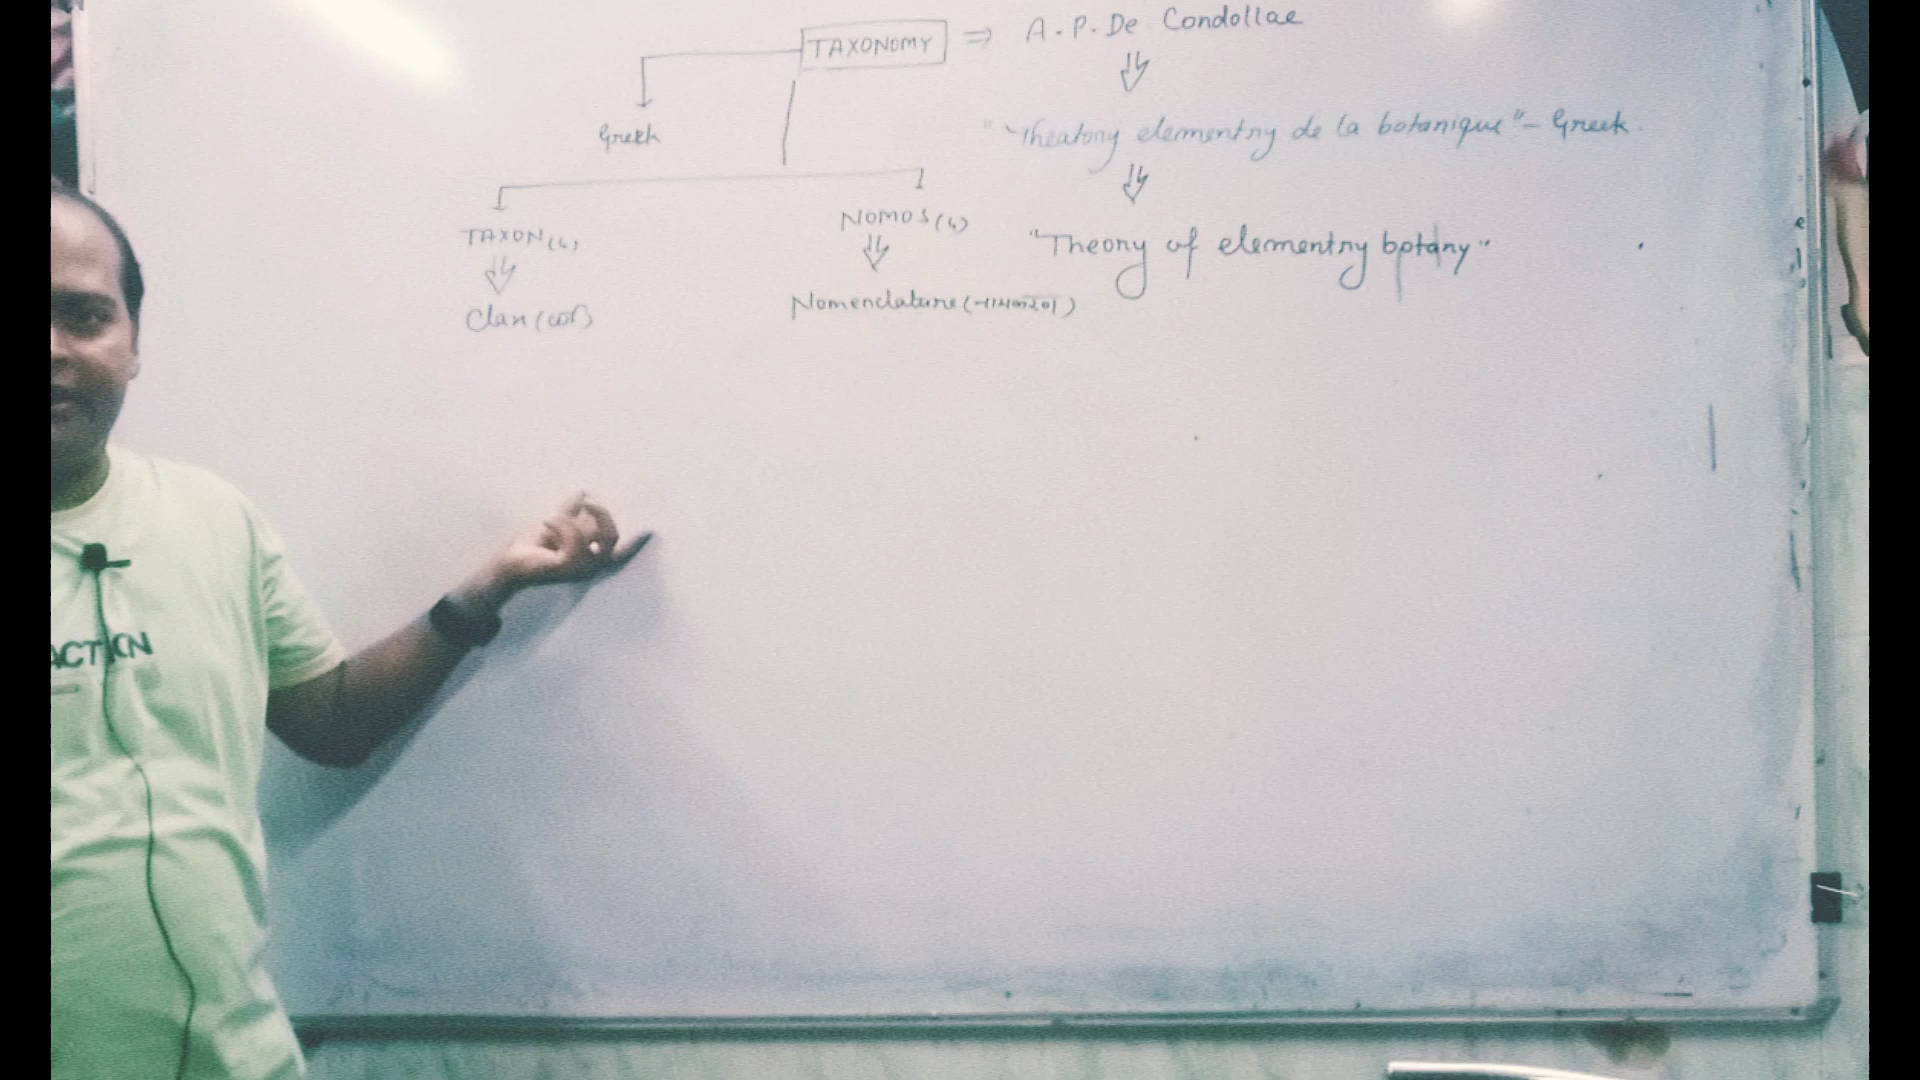 TAXONOMY ⇒ A.P. De Condollae
Greek
"Theatony elementry de la botanique" - Greek
TAXON(G)
NOMOS(G)
"Theory of elementry botany"
Clan (वर्ग)
Nomenclature (नामकरण)
ACTION